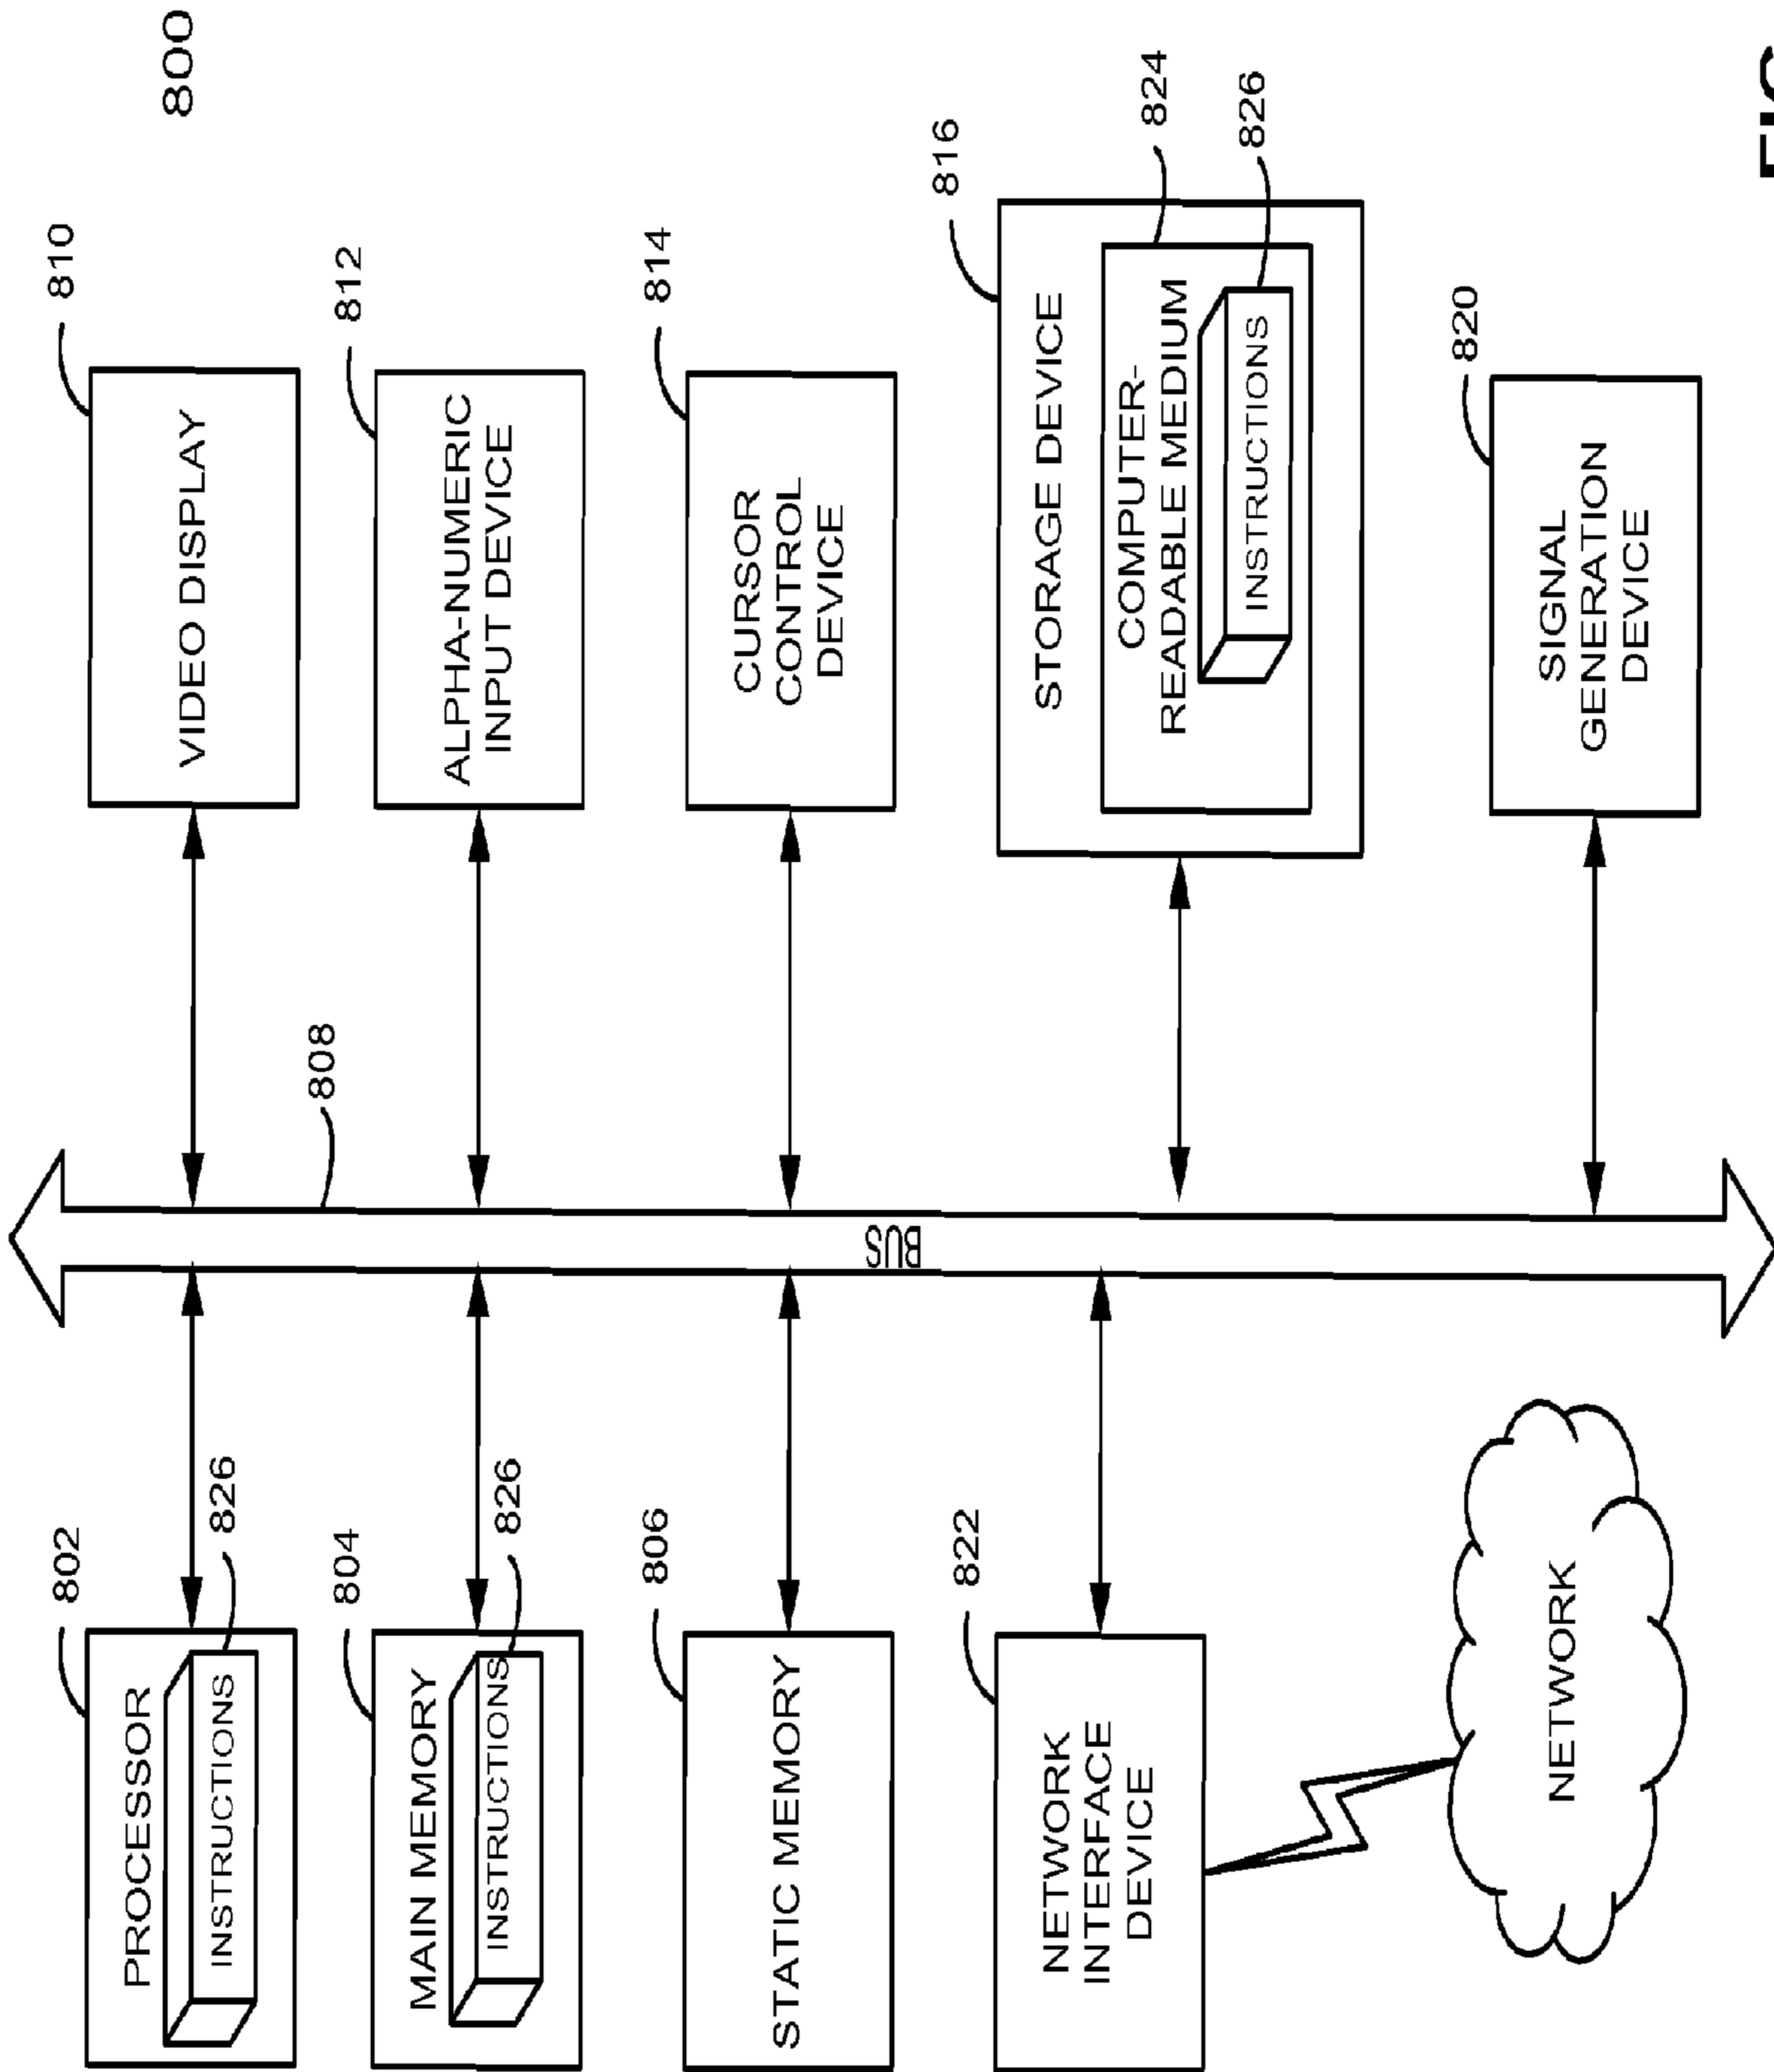 800
802
PROCESSOR
INSTRUCTIONS
826
804
MAIN MEMORY
INSTRUCTIONS
826
806
STATIC MEMORY
822
NETWORK
INTERFACE
DEVICE
NETWORK
808
BUS
810
VIDEO DISPLAY
812
ALPHA-NUMERIC
INPUT DEVICE
814
CURSOR
CONTROL
DEVICE
816
STORAGE DEVICE
824
COMPUTER-
READABLE MEDIUM
826
INSTRUCTIONS
820
SIGNAL
GENERATION
DEVICE